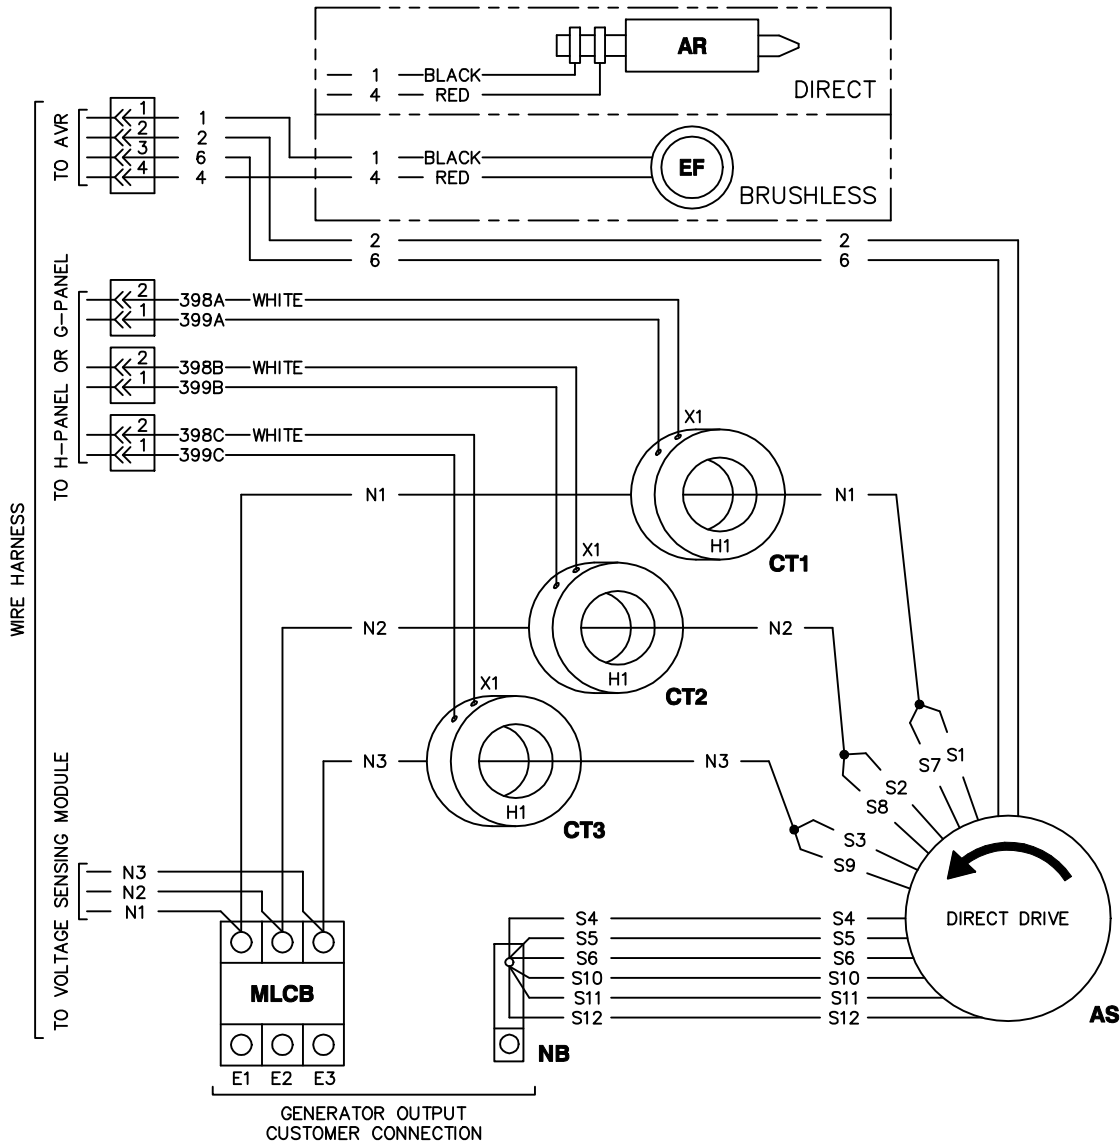 AR
1 BLACK
4 RED
DIRECT
TO AVR
1 1
2 2
3 6
4 4
1 BLACK
4 RED
EF
BRUSHLESS
2 2
6 6
TO H-PANEL OR G-PANEL
2 398A WHITE
1 399A
2 398B WHITE
1 399B
2 398C WHITE
1 399C
X1
N1 N1
H1
CT1
WIRE HARNESS
X1
N2 N2
H1
CT2
X1
N3 N3
H1
CT3
S7 S1
S8 S2
S9 S3
TO VOLTAGE SENSING MODULE
N3
N2
N1
DIRECT DRIVE
AS
S4 S4
S5 S5
S6 S6
S10 S10
S11 S11
S12 S12
MLCB
NB
E1 E2 E3
GENERATOR OUTPUT
CUSTOMER CONNECTION